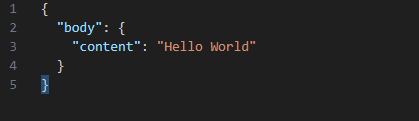 1 {
2   "body": {
3     "content": "Hello World"
4   }
5 }